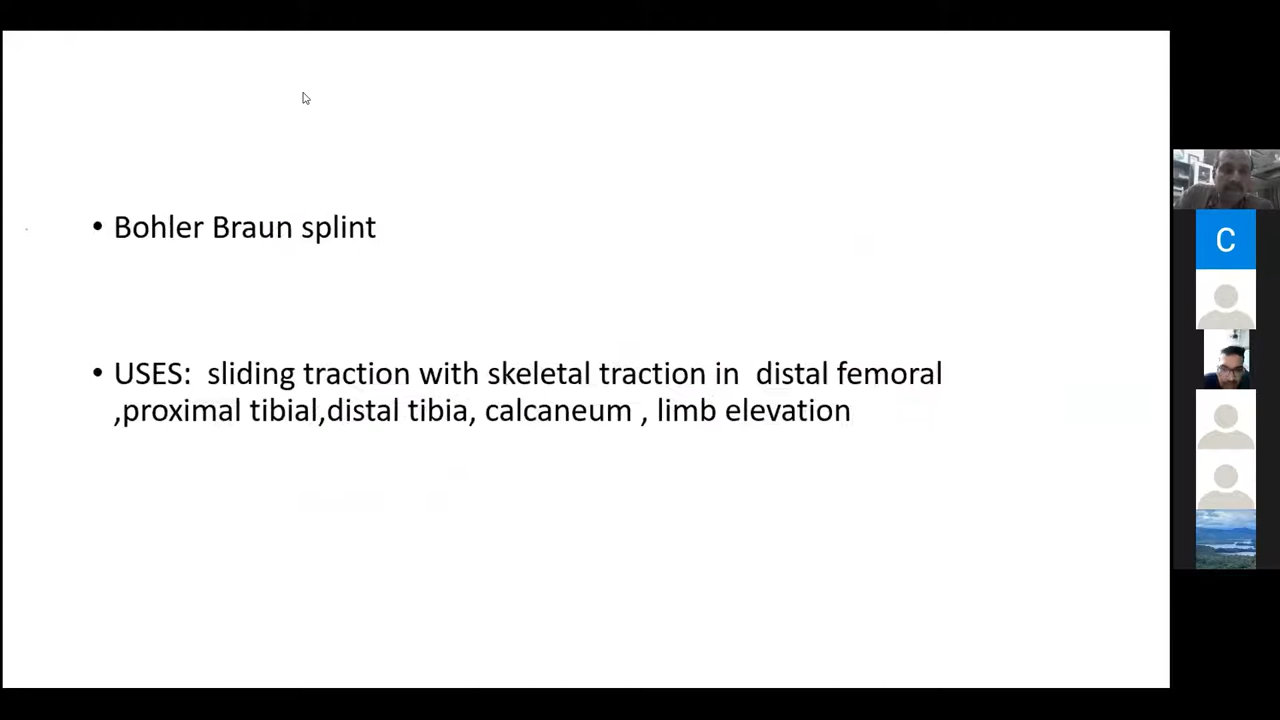 • Bohler Braun splint
• USES: sliding traction with skeletal traction in distal femoral
,proximal tibial,distal tibia, calcaneum , limb elevation
C